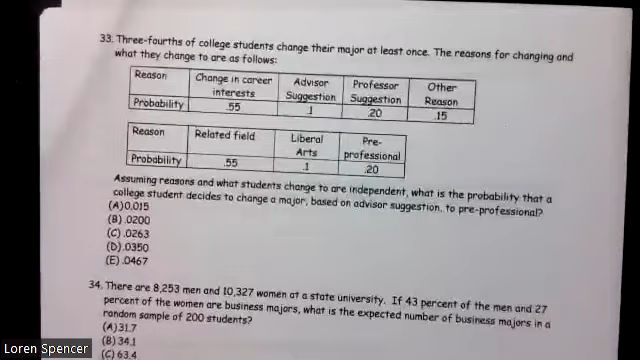 33. Three-fourths of college students change their major at least once. The reasons for changing and
what they change to are as follows:
Reason Change in career interests Advisor Suggestion Professor Suggestion Other Reason
Probability .55 .1 .20 .15
Reason Related field Liberal Arts Pre-professional
Probability .55 .1 .20
Assuming reasons and what students change to are independent, what is the probability that a
college student decides to change a major, based on advisor suggestion, to pre-professional?
(A)0.015
(B) .0200
(C) .0263
(D) .0350
(E) .0467
34. There are 8,253 men and 10,327 women at a state university. If 43 percent of the men and 27
percent of the women are business majors, what is the expected number of business majors in a
random sample of 200 students?
(A)31.7
(B) 34.1
(C) 63.4
Loren Spencer